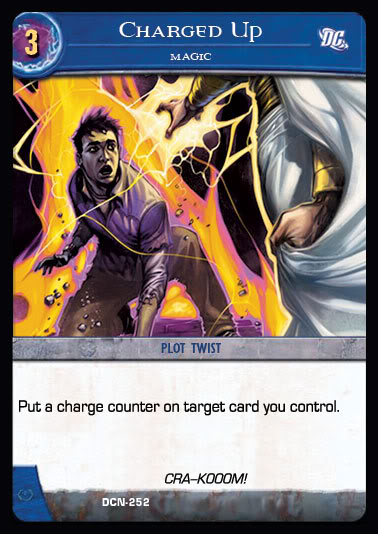 3
Charged Up
DC
MAGIC
PLOT TWIST
Put a charge counter on target card you control.
CRA-KOOOM!
DCN-252